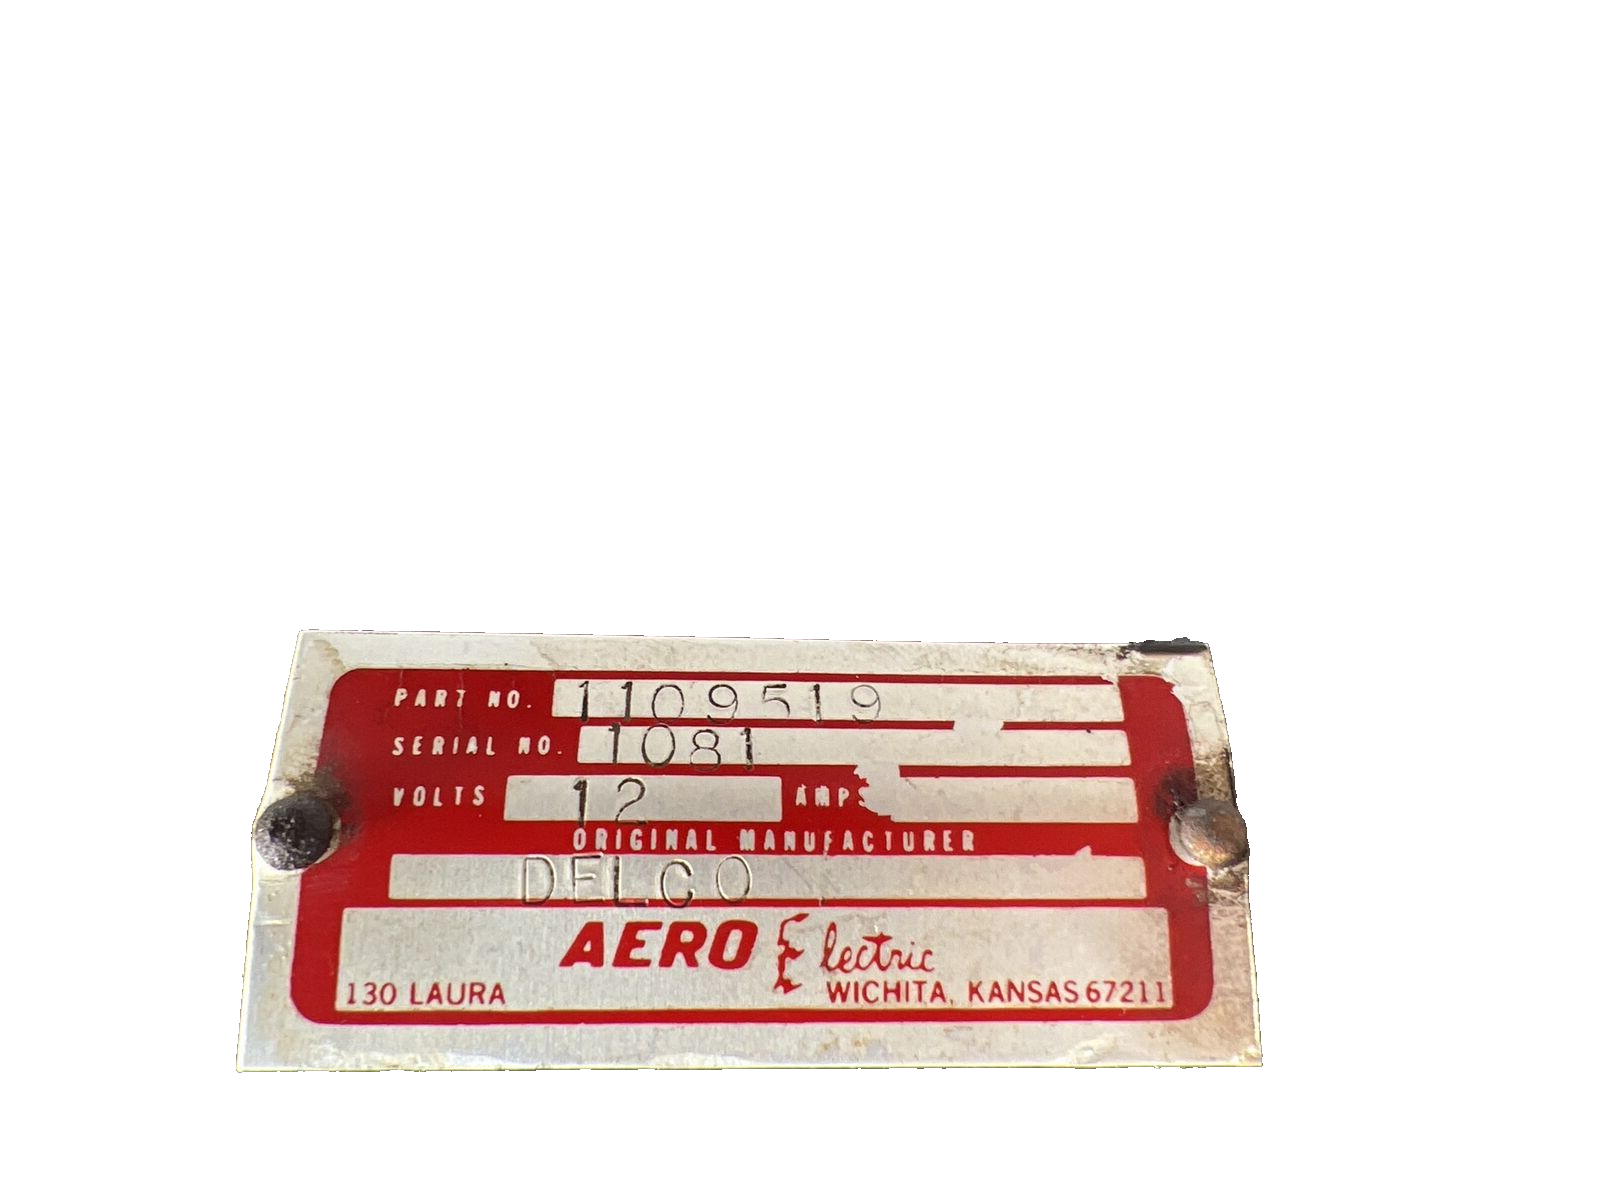 PART NO. 1109519
SERIAL NO. 1081
VOLTS 12 AMPS
ORIGINAL MANUFACTURER
DELCO
AERO Electric
130 LAURA WICHITA, KANSAS 67211